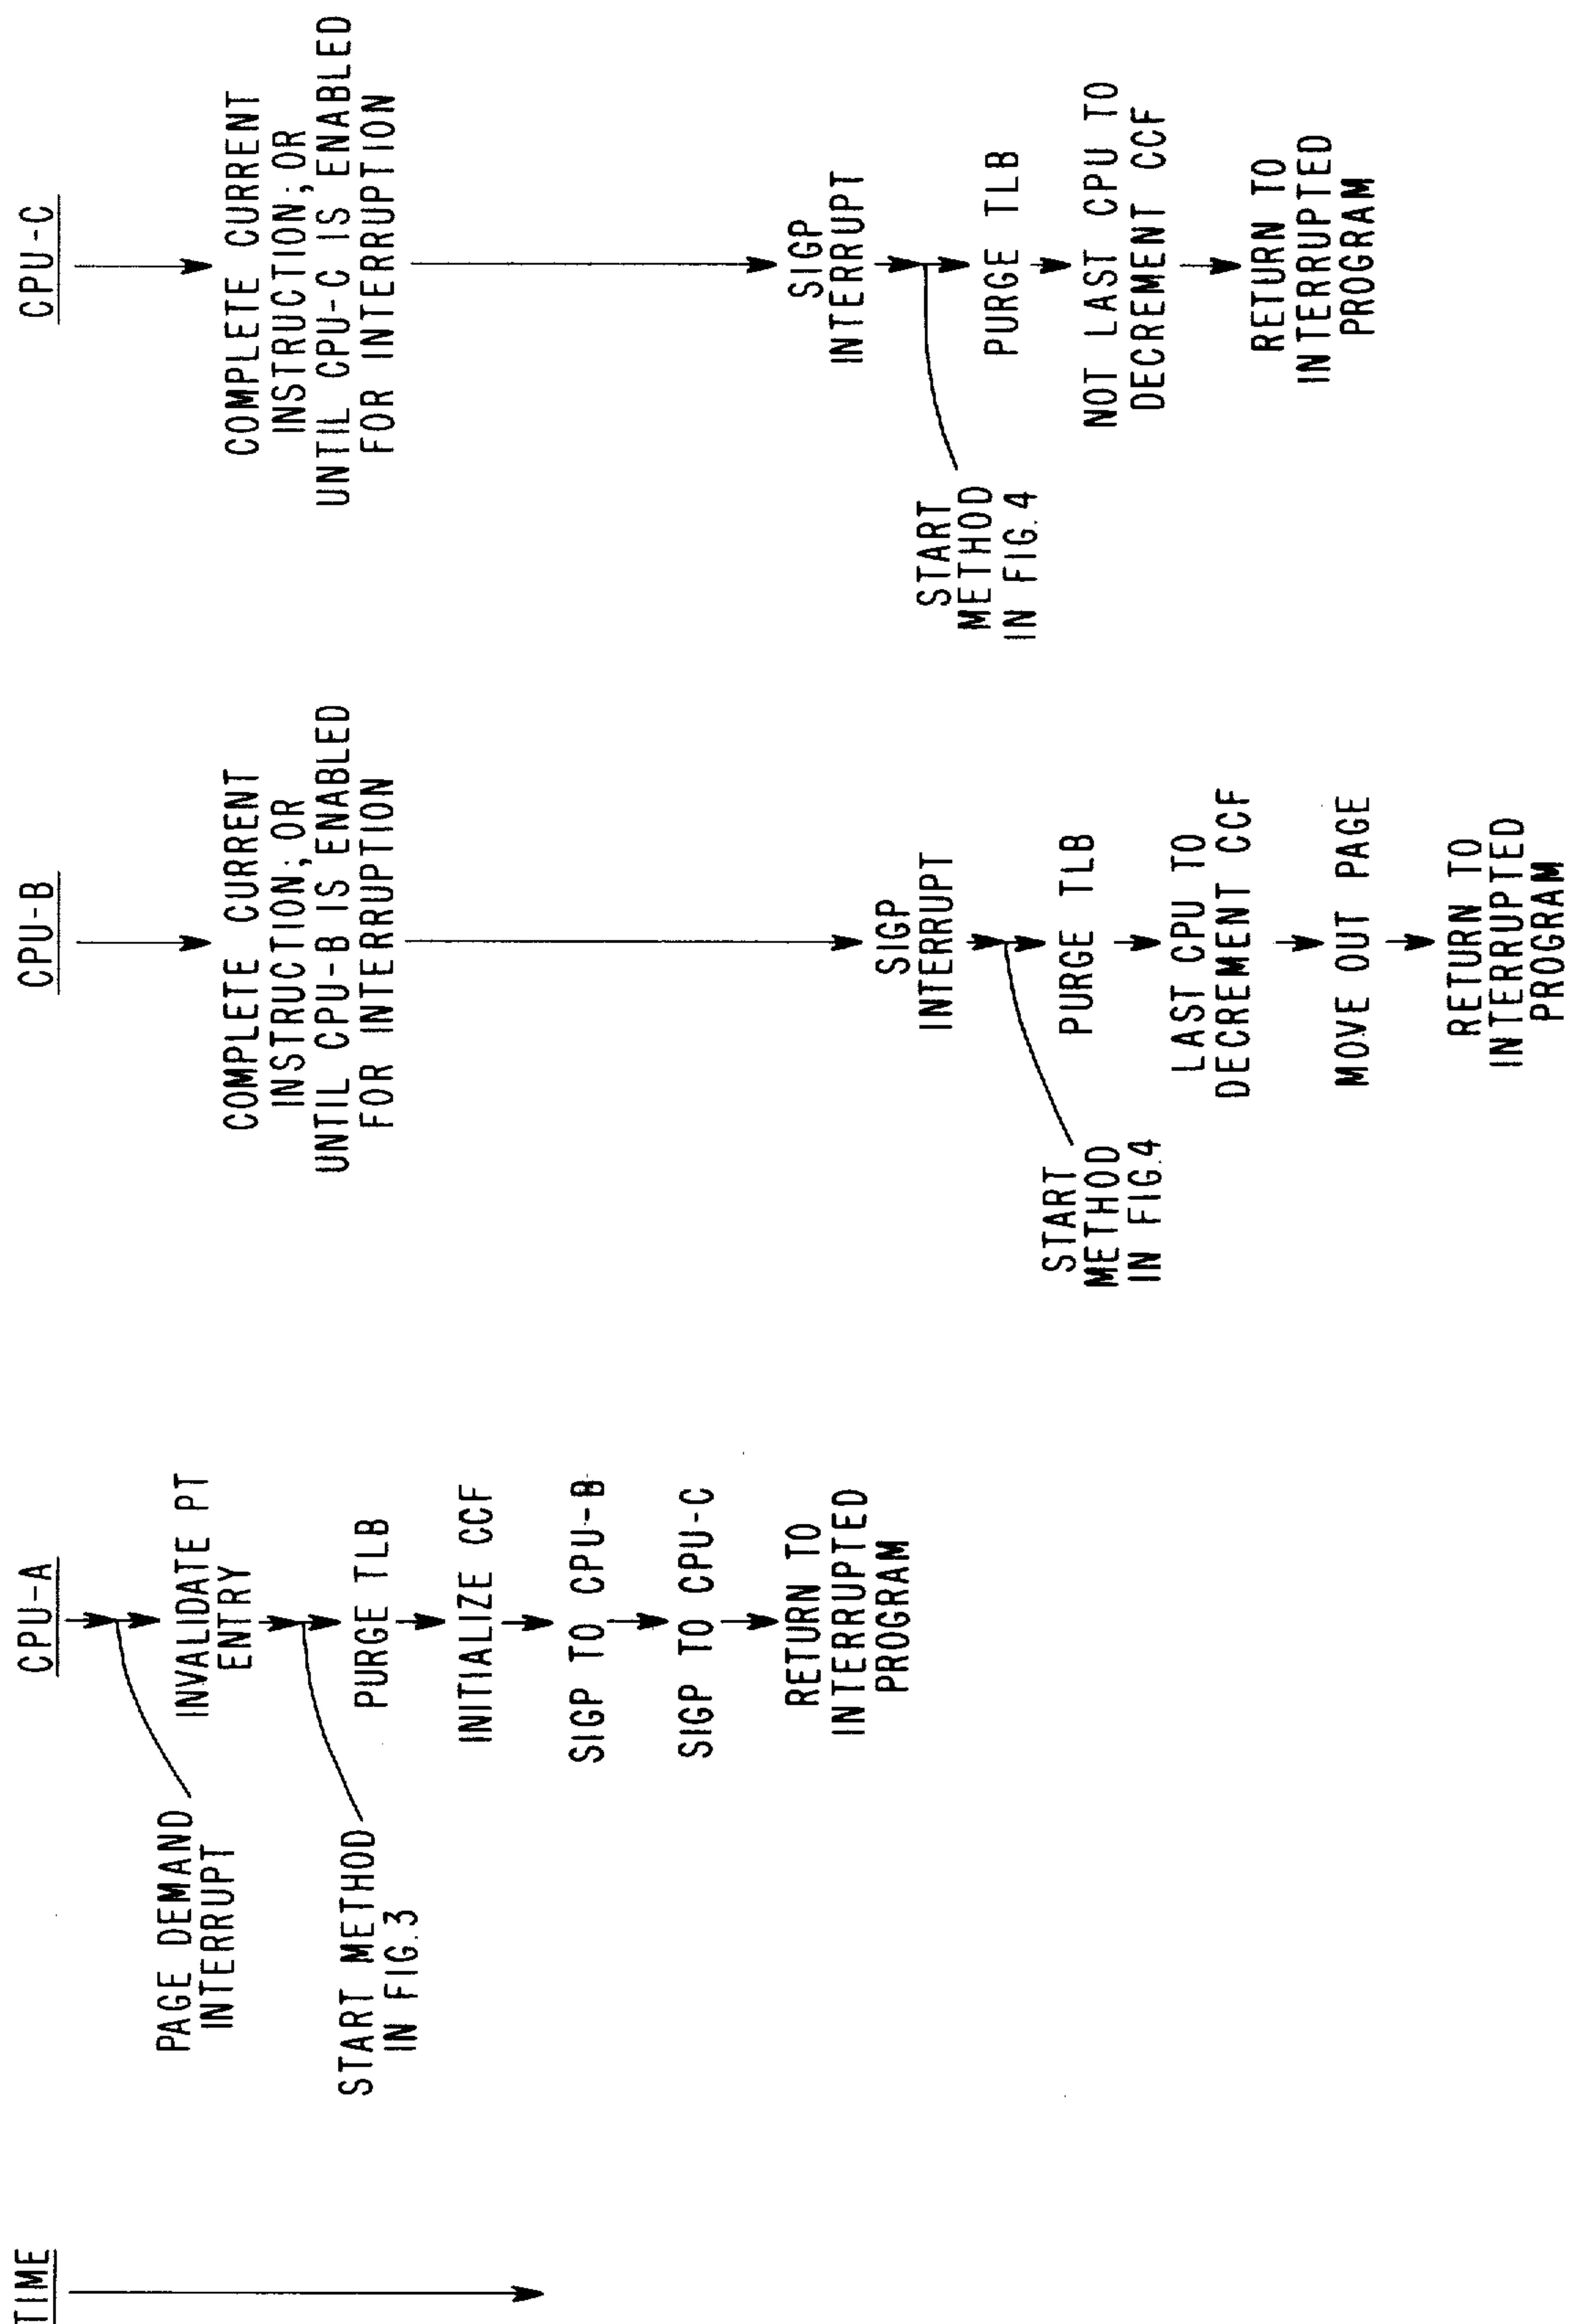 TIME
CPU-A
PAGE DEMAND
INTERRUPT
INVALIDATE PT
ENTRY
START METHOD
IN FIG.3
PURGE TLB
INITIALIZE CCF
SIGP TO CPU-B
SIGP TO CPU-C
RETURN TO
INTERRUPTED
PROGRAM
CPU-B
COMPLETE CURRENT
INSTRUCTION; OR
UNTIL CPU-B IS ENABLED
FOR INTERRUPTION
SIGP
INTERRUPT
START
METHOD
IN FIG.4
PURGE TLB
LAST CPU TO
DECREMENT CCF
MOVE OUT PAGE
RETURN TO
INTERRUPTED
PROGRAM
CPU-C
COMPLETE CURRENT
INSTRUCTION; OR
UNTIL CPU-C IS ENABLED
FOR INTERRUPTION
SIGP
INTERRUPT
START
METHOD
IN FIG.4
PURGE TLB
NOT LAST CPU TO
DECREMENT CCF
RETURN TO
INTERRUPTED
PROGRAM